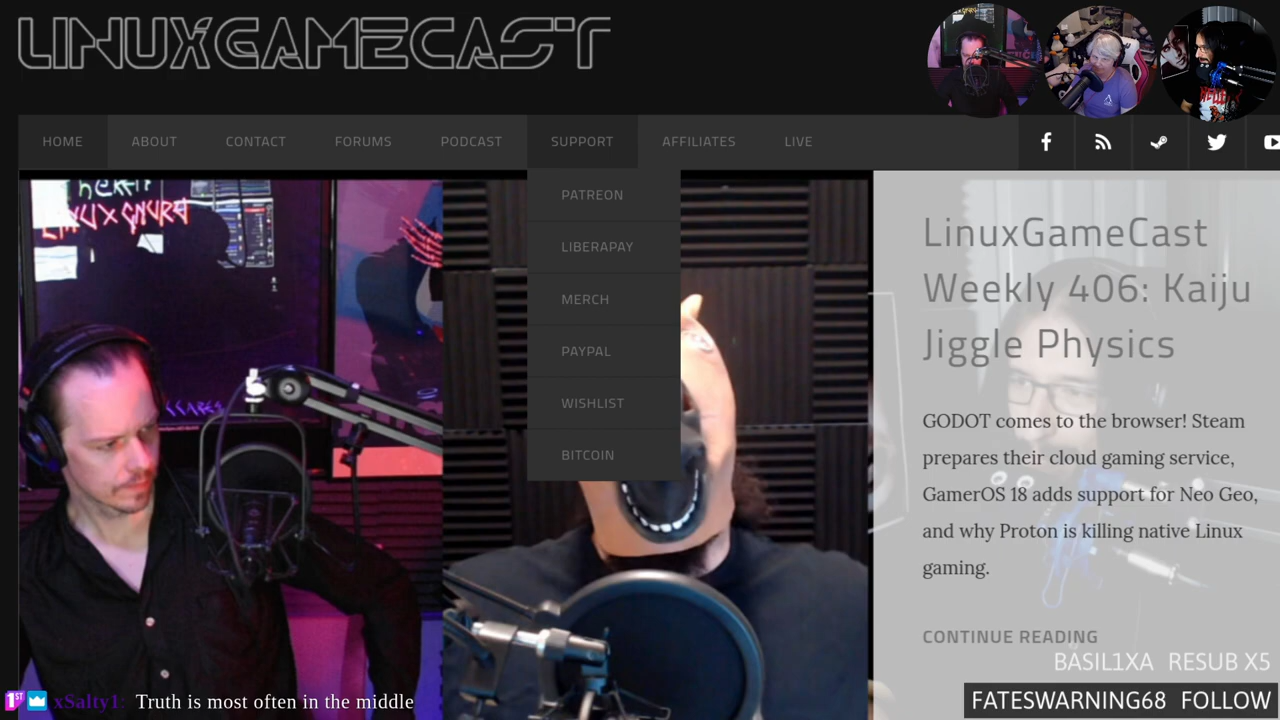 LINUXGAMECAST
HOME ABOUT CONTACT FORUMS PODCAST SUPPORT AFFILIATES LIVE
PATREON
LIBERAPAY
MERCH
PAYPAL
WISHLIST
BITCOIN
LINUX GNURD
LinuxGameCast
Weekly 406: Kaiju
Jiggle Physics
GODOT comes to the browser! Steam
prepares their cloud gaming service,
GamerOS 18 adds support for Neo Geo,
and why Proton is killing native Linux
gaming.
CONTINUE READING
BASIL1XA RESUB X5
FATESWARNING68 FOLLOW
1ST xSalty1: Truth is most often in the middle